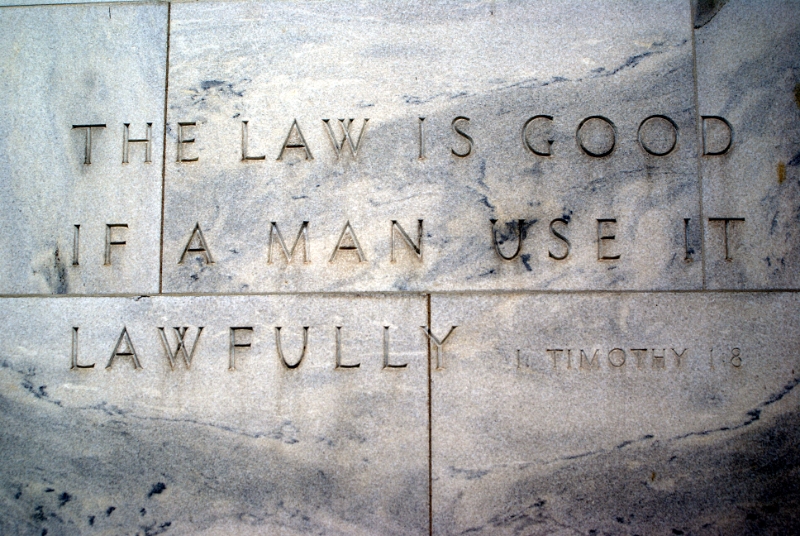 THE LAW IS GOOD
IF A MAN USE IT
LAWFULLY I. TIMOTHY 1 8